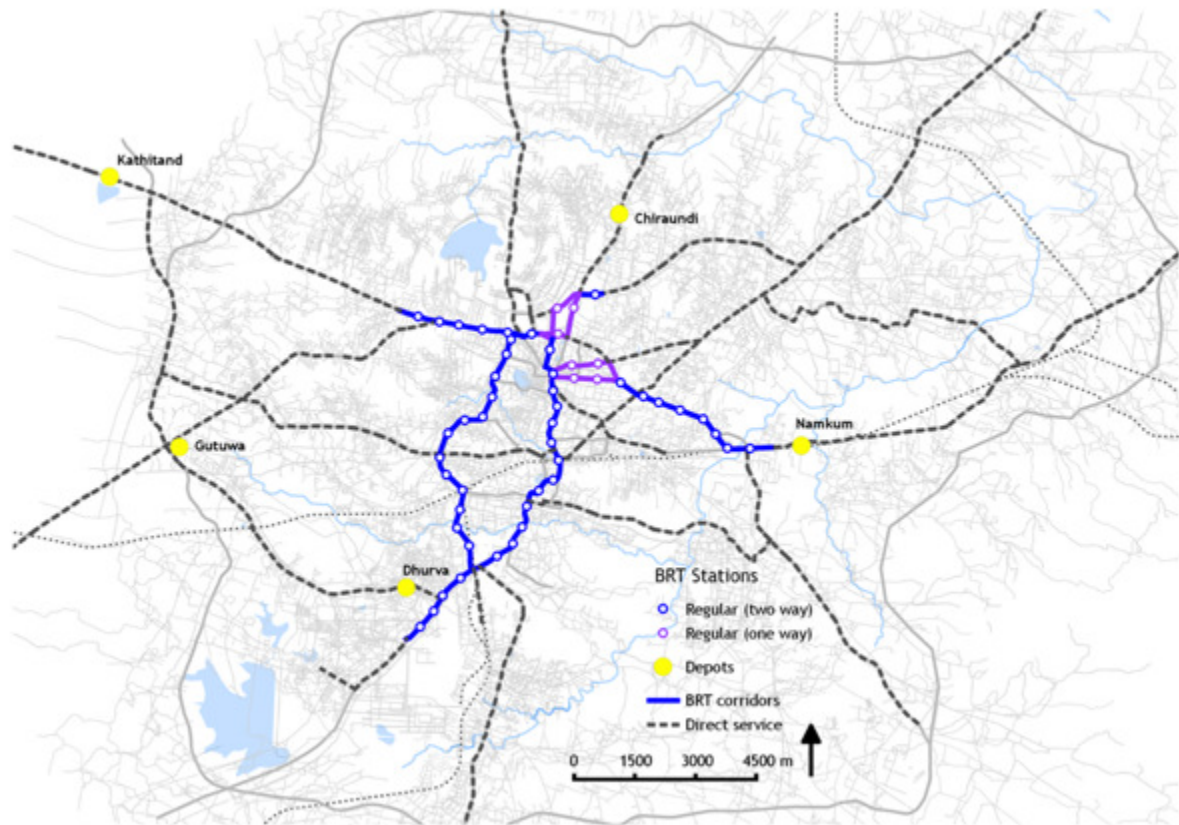 Kathitand
Chiraundi
Gutuwa
Namkum
Dhurva
BRT Stations
Regular (two way)
Regular (one way)
Depots
BRT corridors
Direct service
0 1500 3000 4500 m